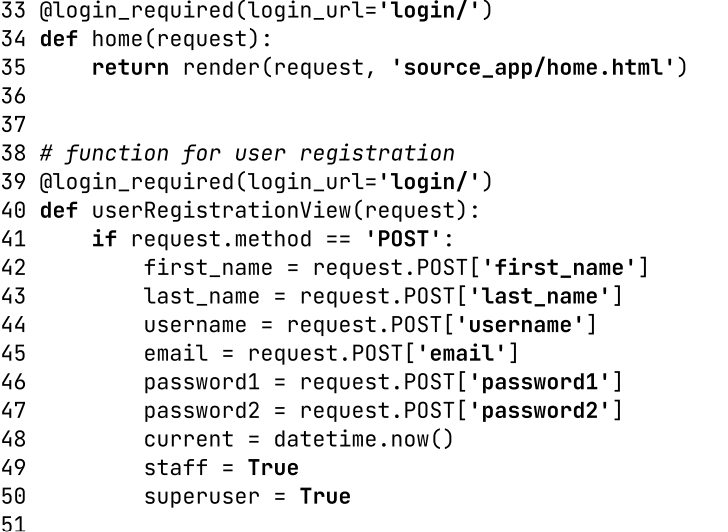 33 @login_required(login_url='login/')
34 def home(request):
35     return render(request, 'source_app/home.html')
36
37
38 # function for user registration
39 @login_required(login_url='login/')
40 def userRegistrationView(request):
41     if request.method == 'POST':
42         first_name = request.POST['first_name']
43         last_name = request.POST['last_name']
44         username = request.POST['username']
45         email = request.POST['email']
46         password1 = request.POST['password1']
47         password2 = request.POST['password2']
48         current = datetime.now()
49         staff = True
50         superuser = True
51